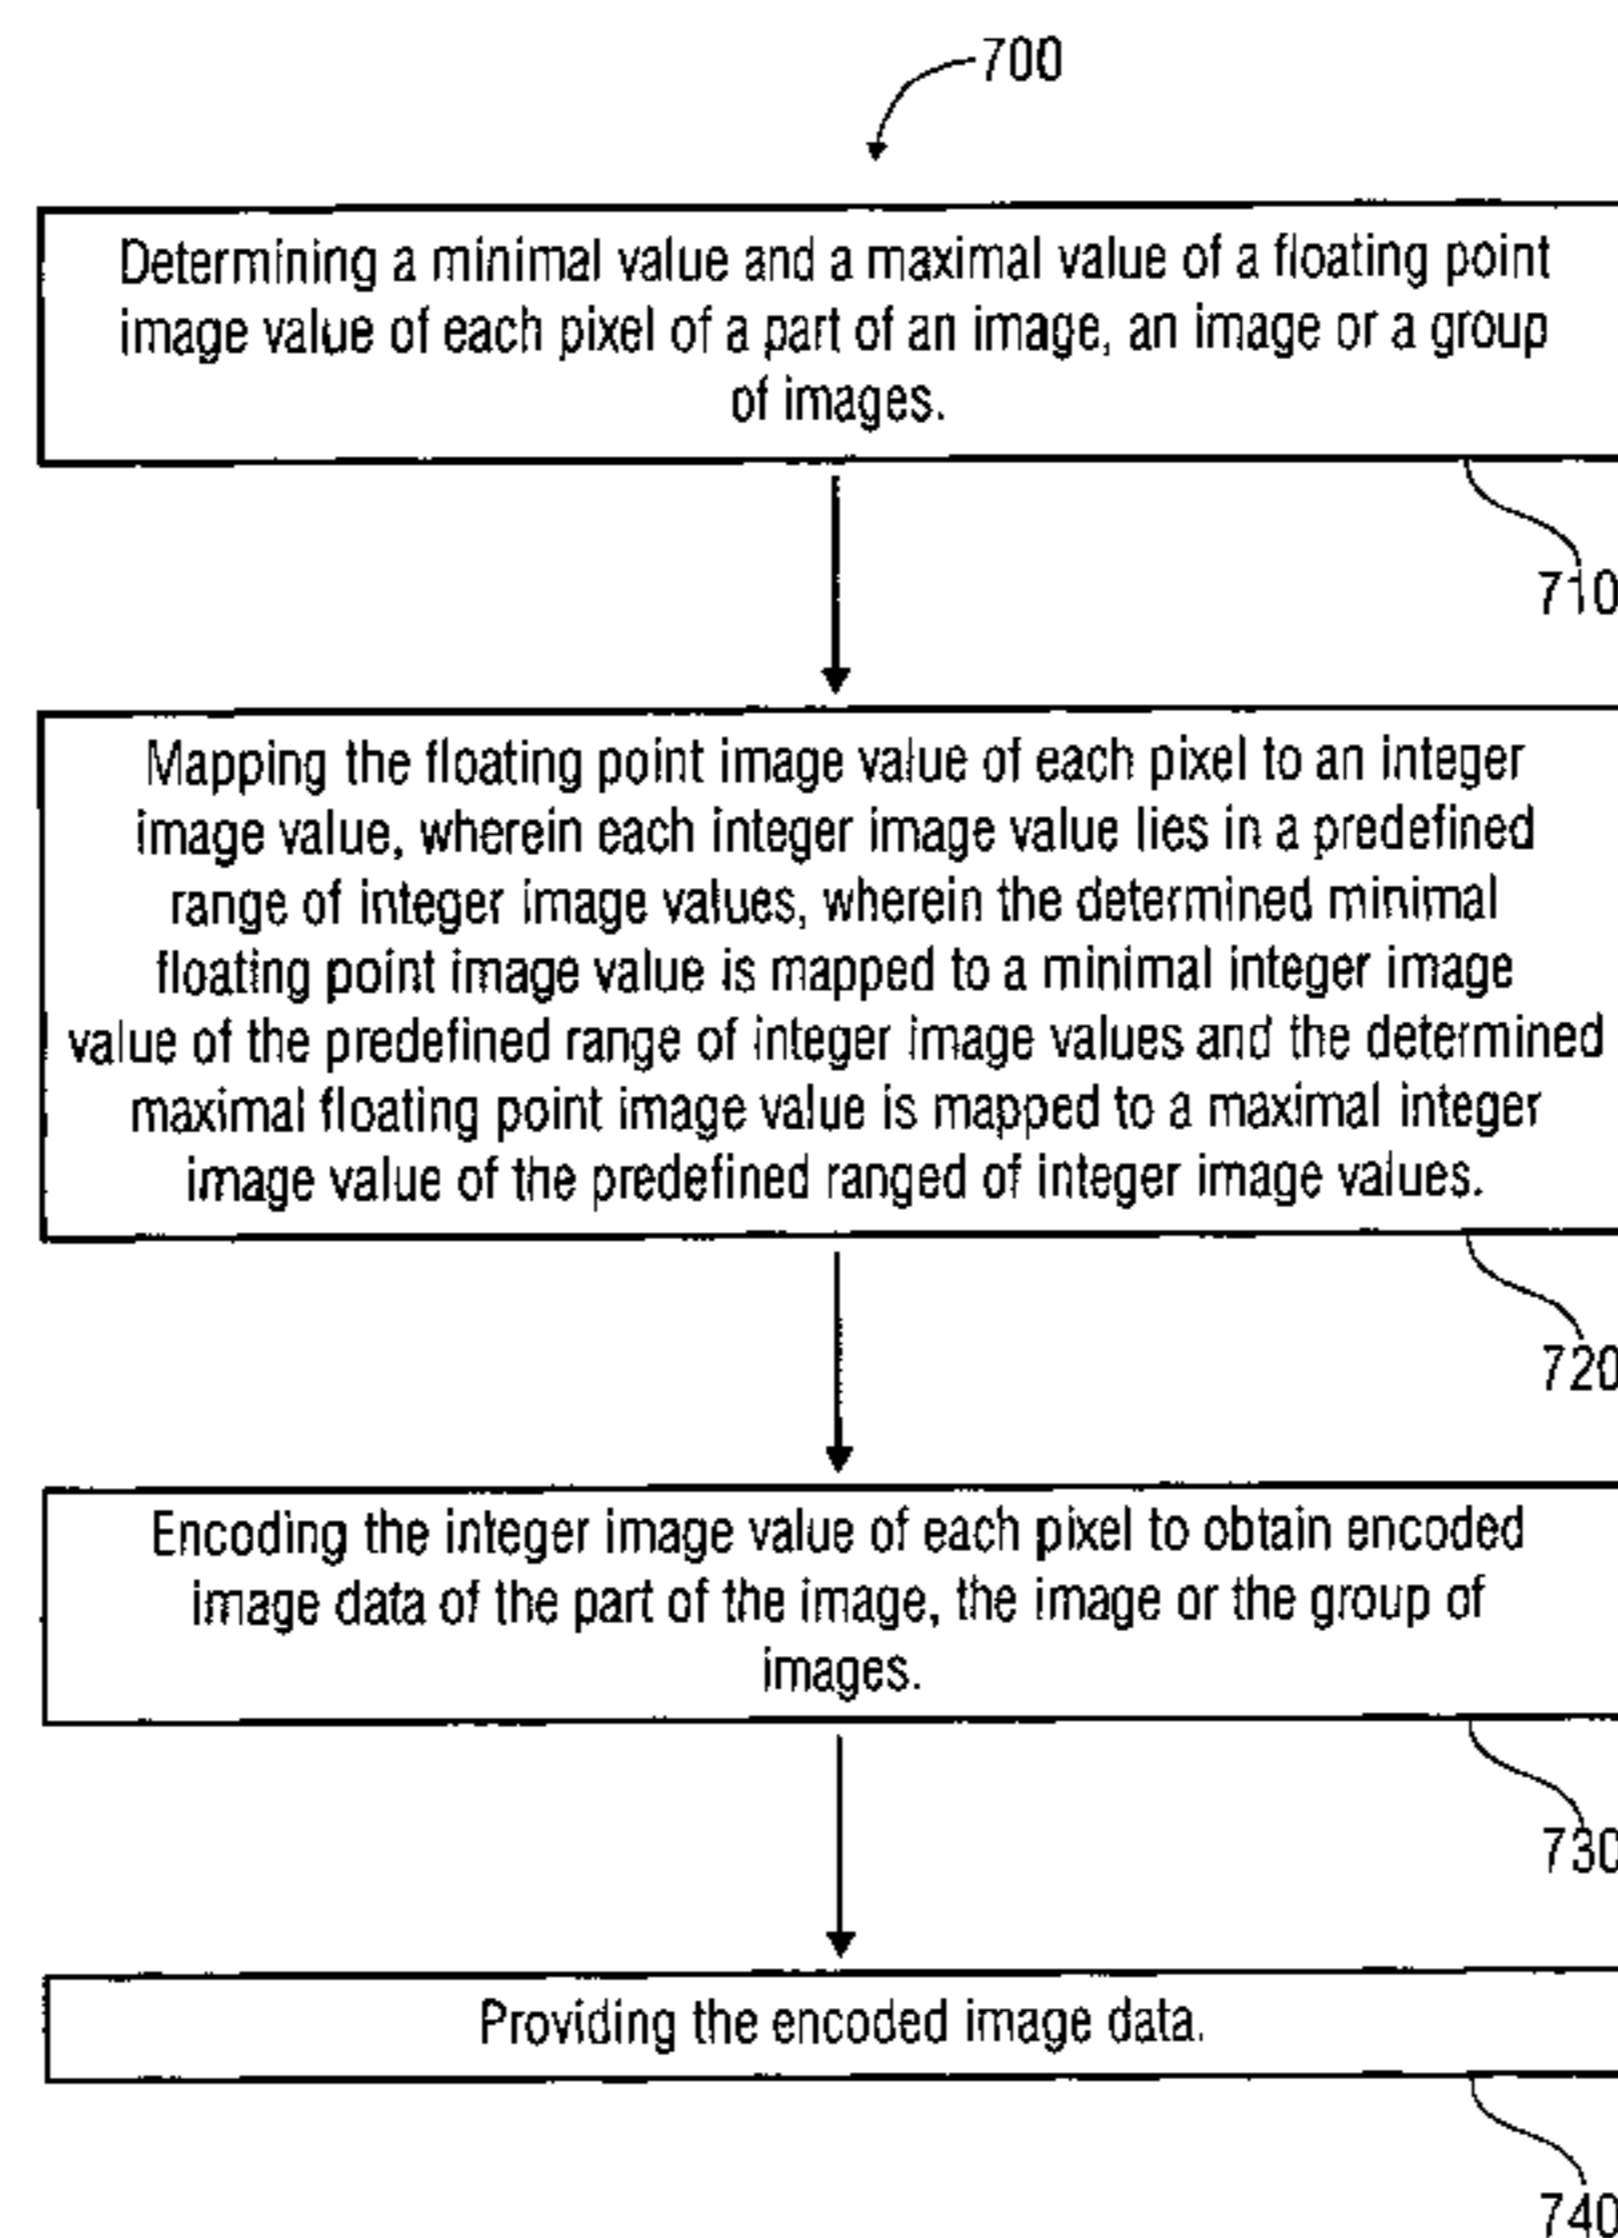 700
Determining a minimal value and a maximal value of a floating point
image value of each pixel of a part of an image, an image or a group
of images.
710
Mapping the floating point image value of each pixel to an integer
image value, wherein each integer image value lies in a predefined
range of integer image values, wherein the determined minimal
floating point image value is mapped to a minimal integer image
value of the predefined range of integer image values and the determined
maximal floating point image value is mapped to a maximal integer
image value of the predefined ranged of integer image values.
720
Encoding the integer image value of each pixel to obtain encoded
image data of the part of the image, the image or the group of
images.
730
Providing the encoded image data.
740